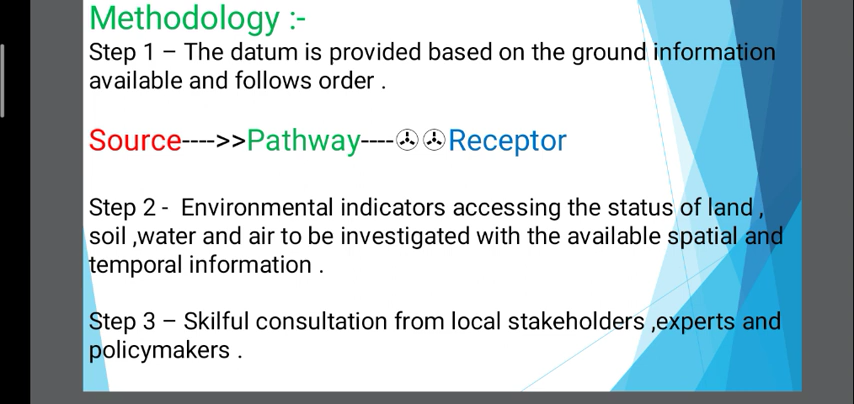 Methodology :-
Step 1 – The datum is provided based on the ground information
available and follows order .
Source---->>Pathway----✇✇Receptor
Step 2 -  Environmental indicators accessing the status of land ,
soil ,water and air to be investigated with the available spatial and
temporal information .
Step 3 – Skilful consultation from local stakeholders ,experts and
policymakers .